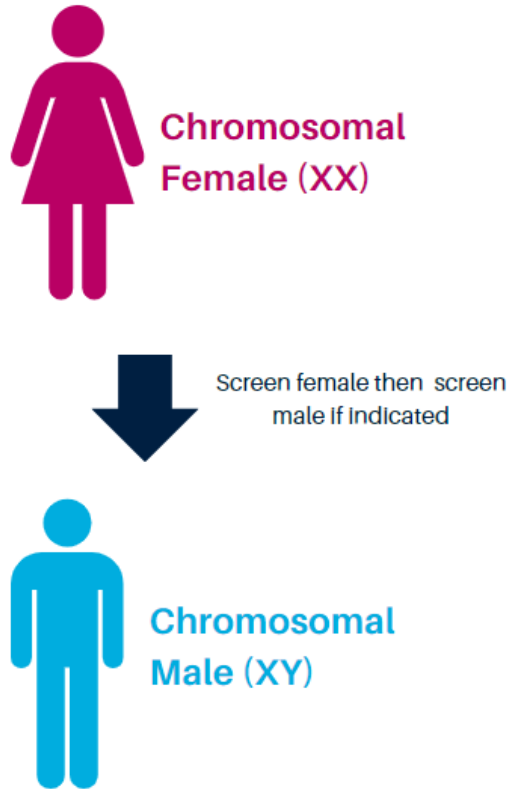 Chromosomal
Female (XX)
Screen female then screen
male if indicated
Chromosomal
Male (XY)